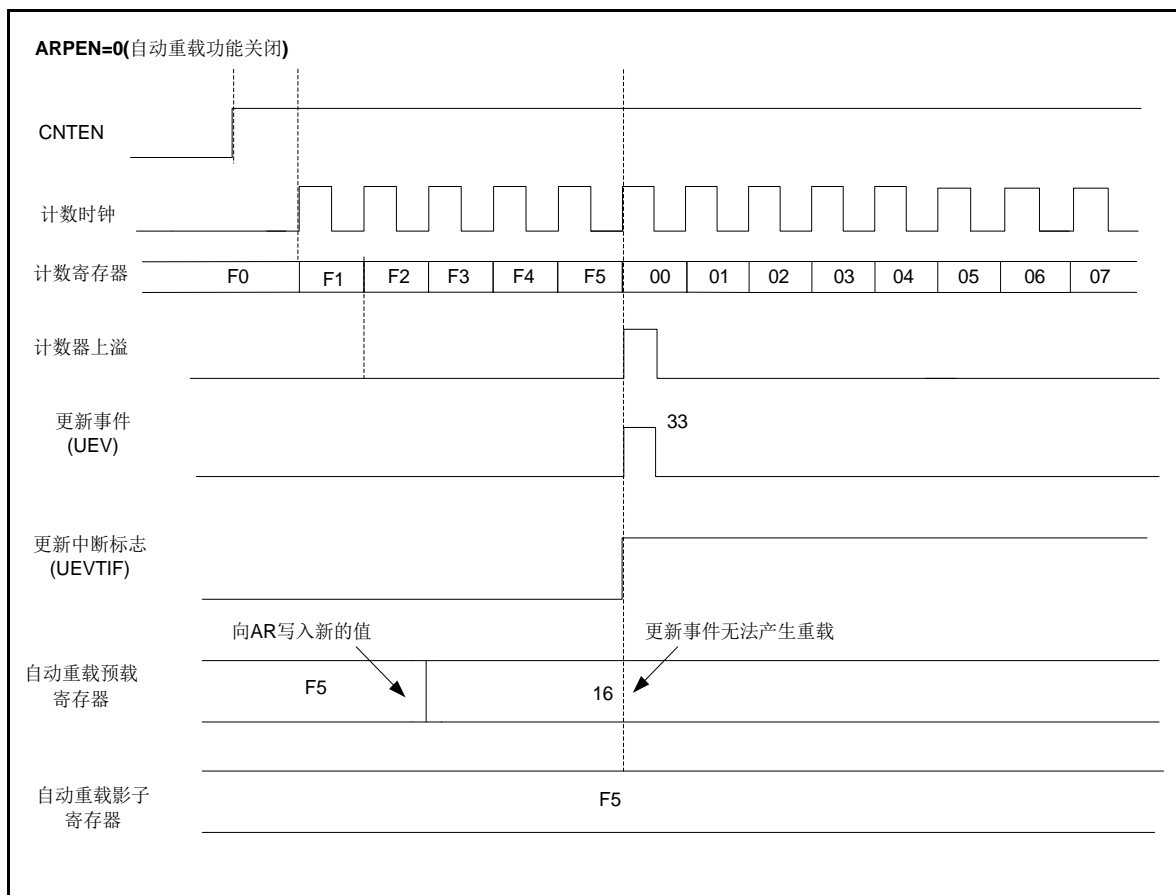 ARPEN=0(自动重载功能关闭)
CNTEN
计数时钟
计数寄存器
F0 F1 F2 F3 F4 F5 00 01 02 03 04 05 06 07
计数器上溢
更新事件
(UEV)
33
更新中断标志
(UEVTIF)
向AR写入新的值
更新事件无法产生重载
自动重载预载
寄存器
F5
16
自动重载影子
寄存器
F5